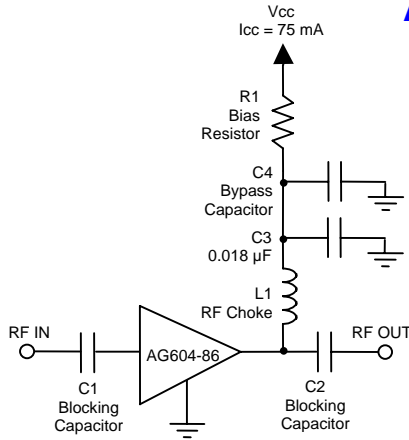 Vcc
Icc = 75 mA
R1
Bias
Resistor
C4
Bypass
Capacitor
C3
0.018 µF
L1
RF Choke
RF IN
RF OUT
AG604-86
C1
Blocking
Capacitor
C2
Blocking
Capacitor